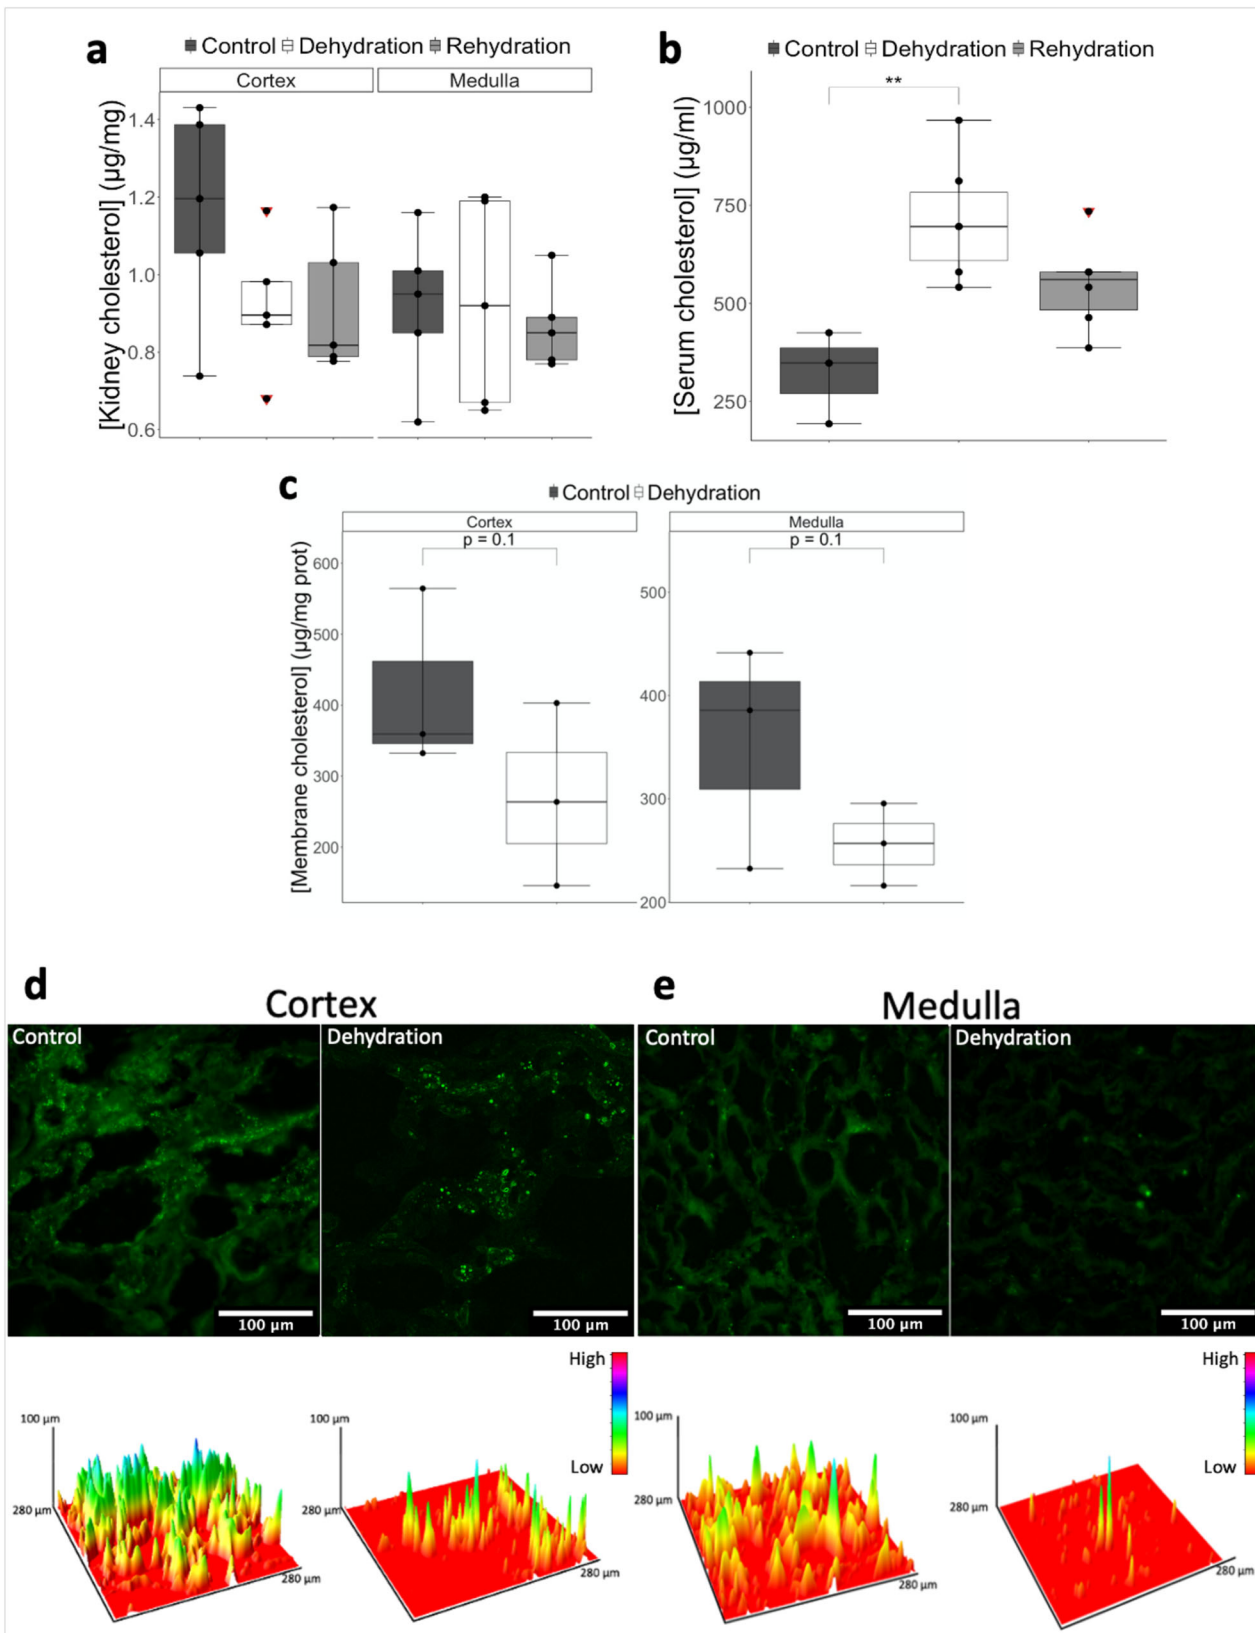 a
Control Dehydration Rehydration
Cortex Medulla
[Kidney cholesterol] (µg/mg)
1.4
1.2
1.0
0.8
0.6
b
Control Dehydration Rehydration
**
[Serum cholesterol] (µg/ml)
1000
750
500
250
c
Control Dehydration
Cortex Medulla
p = 0.1 p = 0.1
[Membrane cholesterol] (µg/mg prot)
600
500
400
300
200
500
400
300
200
d
Cortex
Control Dehydration
100 µm 100 µm
e
Medulla
Control Dehydration
100 µm 100 µm
High
Low
100 µm 100 µm
280 µm 280 µm
280 µm 280 µm
High
Low
100 µm 100 µm
280 µm 280 µm
280 µm 280 µm